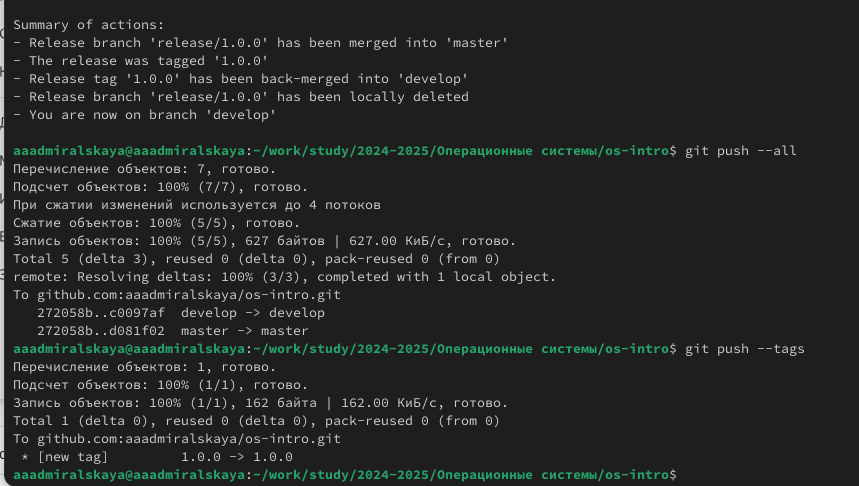 Summary of actions:
- Release branch 'release/1.0.0' has been merged into 'master'
- The release was tagged '1.0.0'
- Release tag '1.0.0' has been back-merged into 'develop'
- Release branch 'release/1.0.0' has been locally deleted
- You are now on branch 'develop'
aaadmiralskaya@aaadmiralskaya:~/work/study/2024-2025/Операционные системы/os-intro$ git push --all
Перечисление объектов: 7, готово.
Подсчет объектов: 100% (7/7), готово.
При сжатии изменений используется до 4 потоков
Сжатие объектов: 100% (5/5), готово.
Запись объектов: 100% (5/5), 627 байтов | 627.00 КиБ/с, готово.
Total 5 (delta 3), reused 0 (delta 0), pack-reused 0 (from 0)
remote: Resolving deltas: 100% (3/3), completed with 1 local object.
To github.com:aaadmiralskaya/os-intro.git
   272058b..c0097af  develop -> develop
   272058b..d081f02  master -> master
aaadmiralskaya@aaadmiralskaya:~/work/study/2024-2025/Операционные системы/os-intro$ git push --tags
Перечисление объектов: 1, готово.
Подсчет объектов: 100% (1/1), готово.
Запись объектов: 100% (1/1), 162 байта | 162.00 КиБ/с, готово.
Total 1 (delta 0), reused 0 (delta 0), pack-reused 0 (from 0)
To github.com:aaadmiralskaya/os-intro.git
 * [new tag]         1.0.0 -> 1.0.0
aaadmiralskaya@aaadmiralskaya:~/work/study/2024-2025/Операционные системы/os-intro$